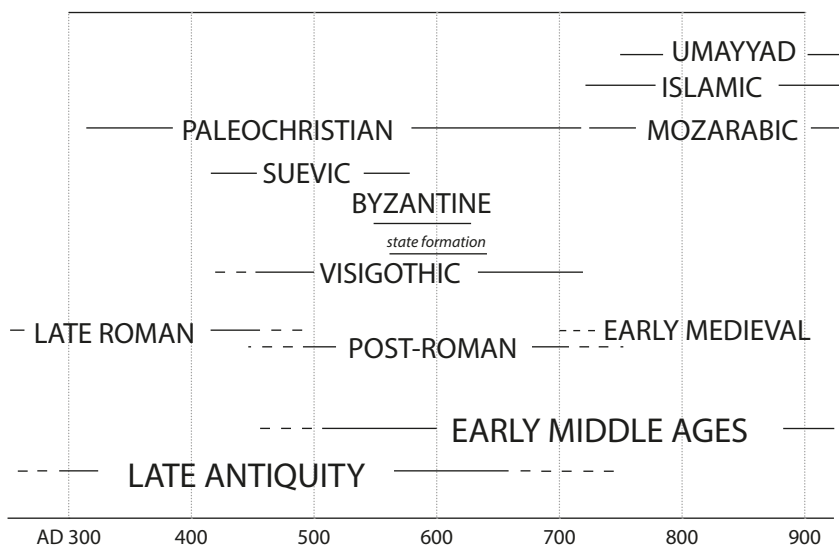 UMAYYAD
ISLAMIC
PALEOCHRISTIAN MOZARABIC
SUEVIC
BYZANTINE
state formation
VISIGOTHIC
LATE ROMAN EARLY MEDIEVAL
POST-ROMAN
EARLY MIDDLE AGES
LATE ANTIQUITY
AD 300 400 500 600 700 800 900